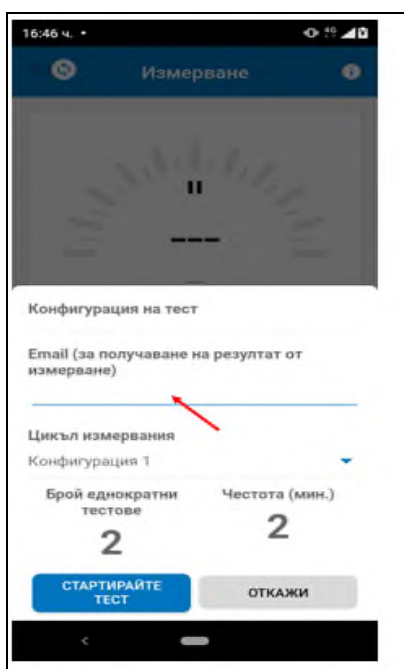 16:46 ч. •
4G
Измерване
"
---
Конфигурация на тест
Email (за получаване на резултат от
измерване)
Цикъл измервания
Конфигурация 1
Брой еднократни
тестове
Честота (мин.)
2
2
СТАРТИРАЙТЕ
ТЕСТ
ОТКАЖИ